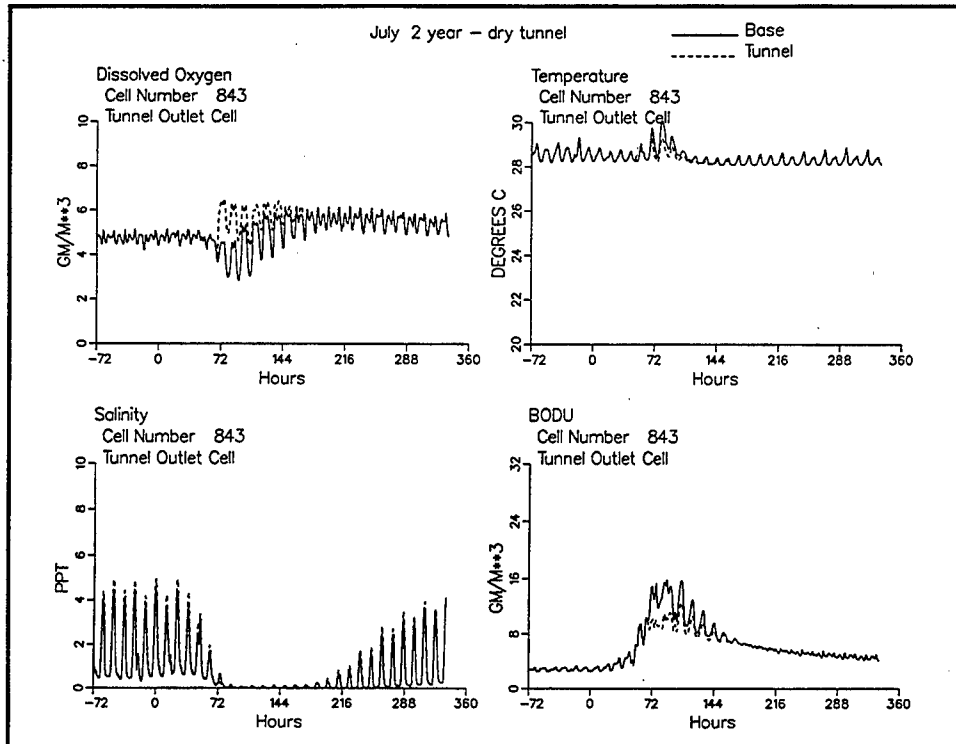 July 2 year - dry tunnel
Base
Tunnel
Dissolved Oxygen
Cell Number 843
Tunnel Outlet Cell
10
8
6
4
2
0
GM/M**3
-72 0 72 144 216 288 360
Hours
Temperature
Cell Number 843
Tunnel Outlet Cell
30
28
26
24
22
20
DEGREES C
-72 0 72 144 216 288 360
Hours
Salinity
Cell Number 843
Tunnel Outlet Cell
10
8
6
4
2
0
PPT
-72 0 72 144 216 288 360
Hours
BODU
Cell Number 843
Tunnel Outlet Cell
32
24
16
8
0
GM/M**3
-72 0 72 144 216 288 360
Hours